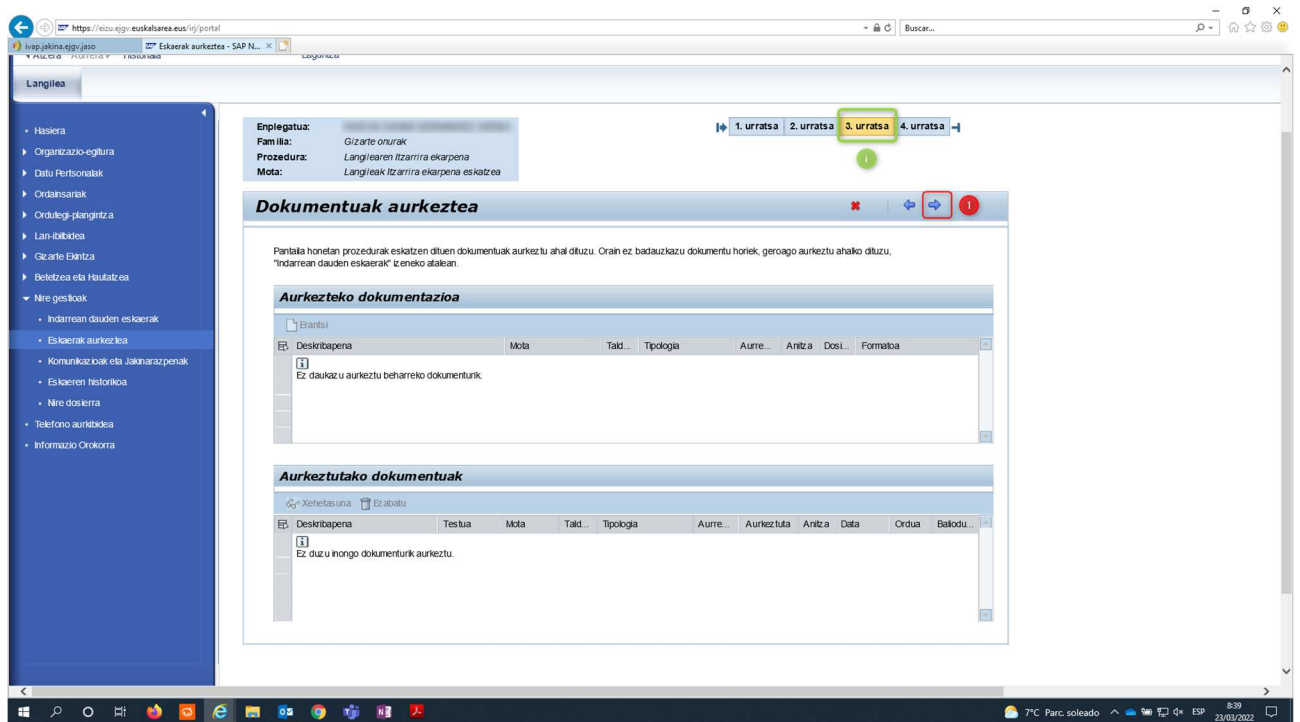 https://eizu.ejgv.euskalsarea.eus/irj/portal
Buscar...
ivap.jakina.ejgv.jaso
Eskaerak aurkeztea - SAP N...
Atzera Aurrera Historiala Laguntza
Langilea
Hasiera
Organizazio-egitura
Datu Pertsonalak
Ordainsariak
Ordutegi-plangintza
Lan-ibilbidea
Gizarte Ekintza
Betetzea eta Hautatzea
Nire gestioak
Indarrean dauden eskaerak
Eskaerak aurkeztea
Komunikazioak eta Jakinarazpenak
Eskaeren historikoa
Nire dosierra
Telefono aurkibidea
Informazio Orokorra
Enplegatua:
Familia: Gizarte onurak
Prozedura: Langilearen Itzarrira ekarpena
Mota: Langileak Itzarrira ekarpena eskatzea
1. urratsa 2. urratsa 3. urratsa 4. urratsa
i
Dokumentuak aurkeztea
1
Pantaila honetan prozedurak eskatzen dituen dokumentuak aurkeztu ahal dituzu. Orain ez badauzkazu dokumentu horiek, geroago aurkeztu ahalko dituzu,
"Indarrean dauden eskaerak" izeneko atalean.
Aurkezteko dokumentazioa
Erantsi
Deskribapena Mota Tald... Tipologia Aurre... Anitza Dosi... Formatoa
Ez daukazu aurkeztu beharreko dokumenturik.
Aurkeztutako dokumentuak
Xehetasuna Ezabatu
Deskribapena Testua Mota Tald... Tipologia Aurre... Aurkeztuta Anitza Data Ordua Baliodu...
Ez duzu inongo dokumenturik aurkeztu.
7°C Parc. soleado ESP 8:39
23/03/2022